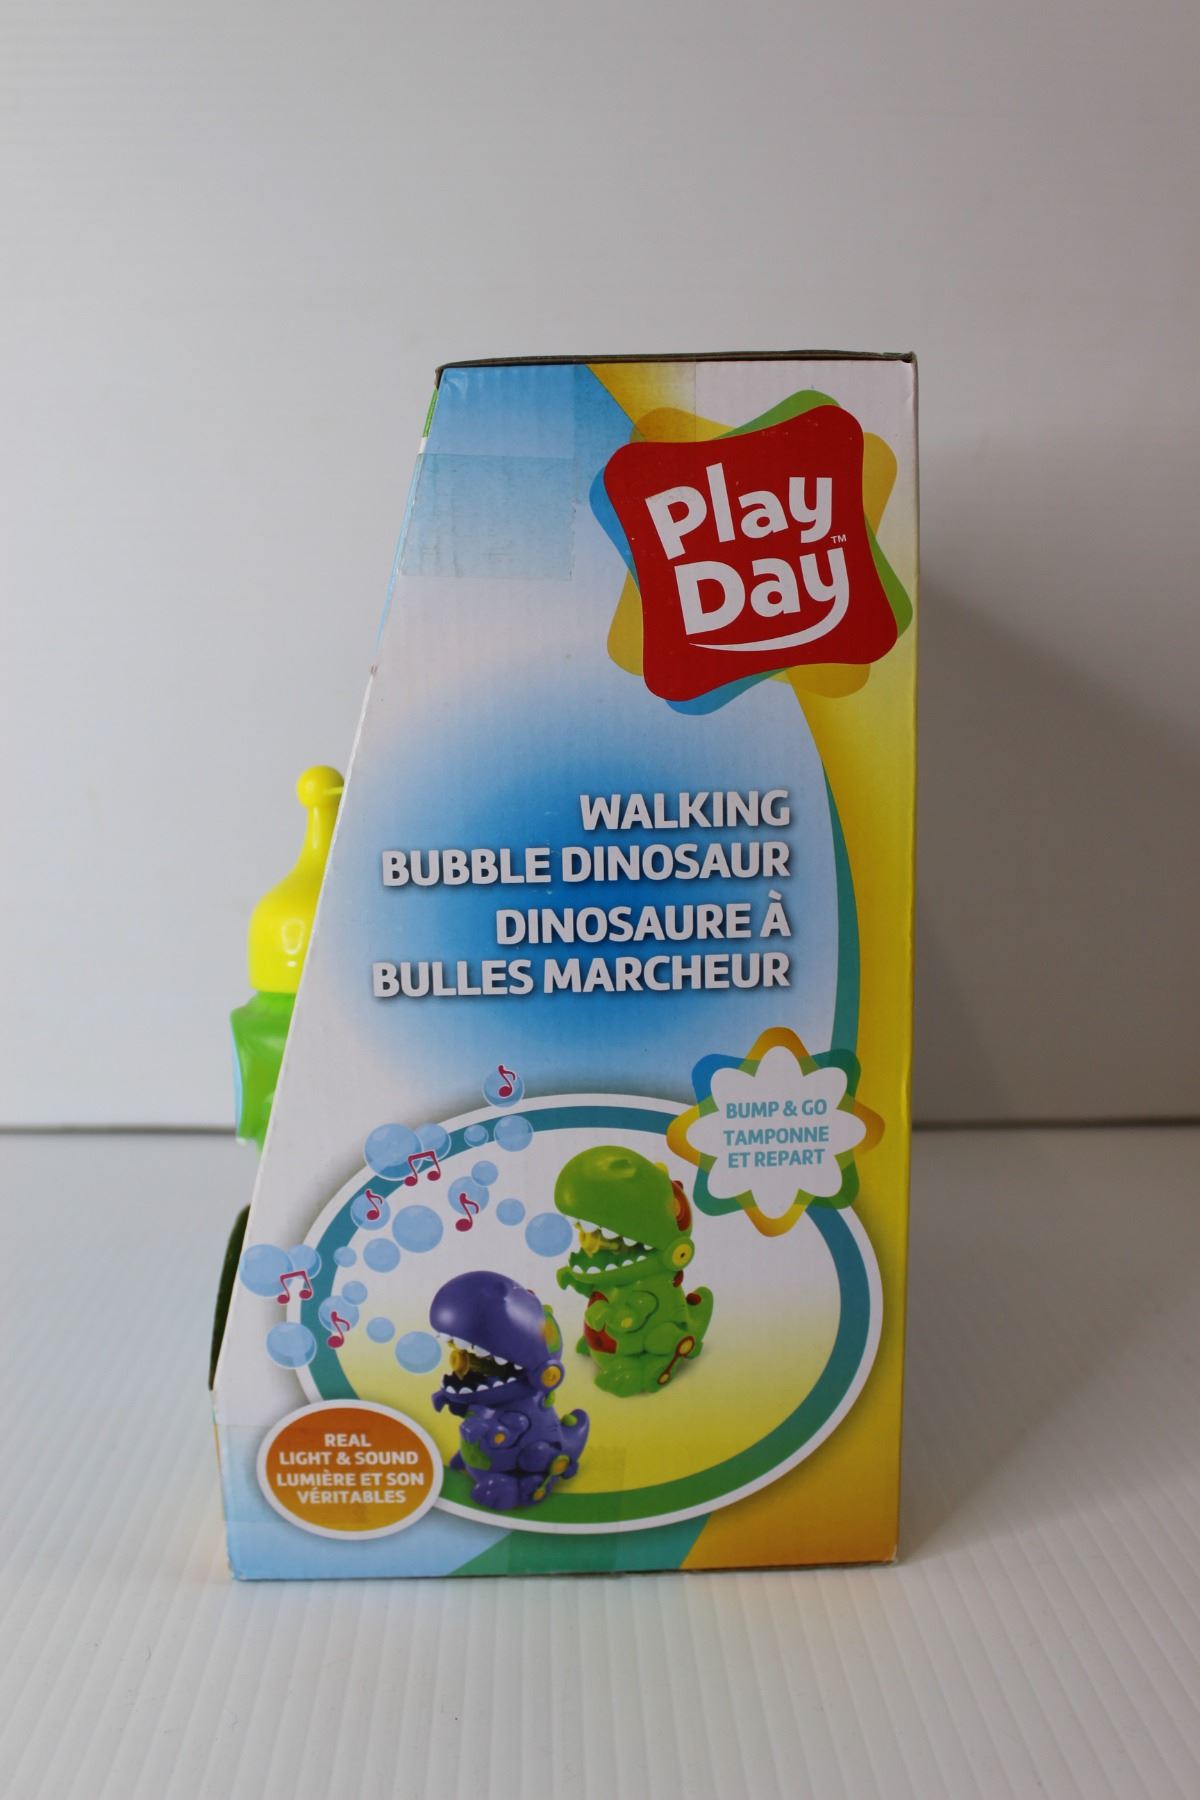 Play
Day™
WALKING
BUBBLE DINOSAUR
DINOSAURE À
BULLES MARCHEUR
BUMP & GO
TAMPONNE
ET REPART
REAL
LIGHT & SOUND
LUMIÈRE ET SON
VÉRITABLES